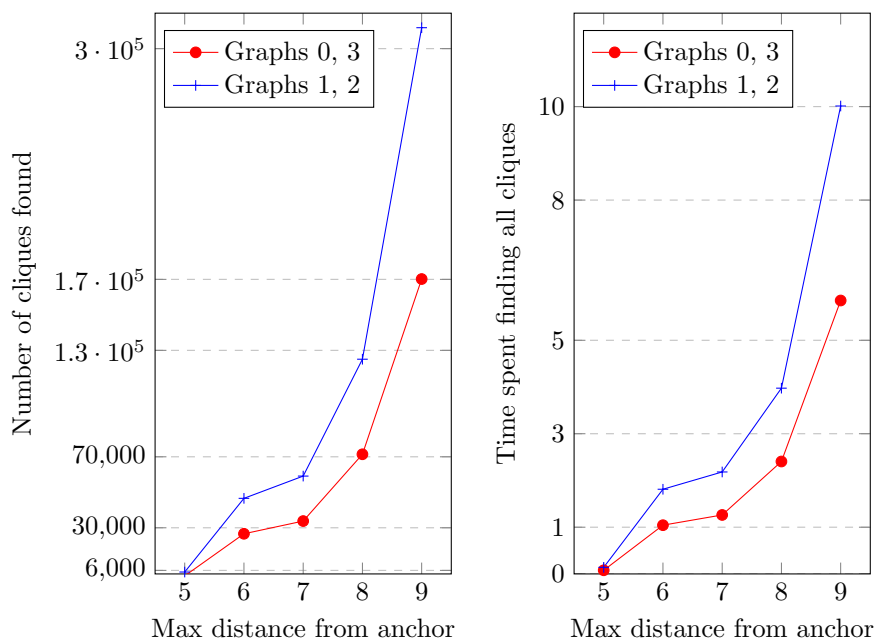 Graphs 0, 3
Graphs 1, 2
3 · 10^5
1.7 · 10^5
1.3 · 10^5
70,000
30,000
6,000
5 6 7 8 9
Number of cliques found
Max distance from anchor
Graphs 0, 3
Graphs 1, 2
10
8
5
3
1
0
5 6 7 8 9
Time spent finding all cliques
Max distance from anchor